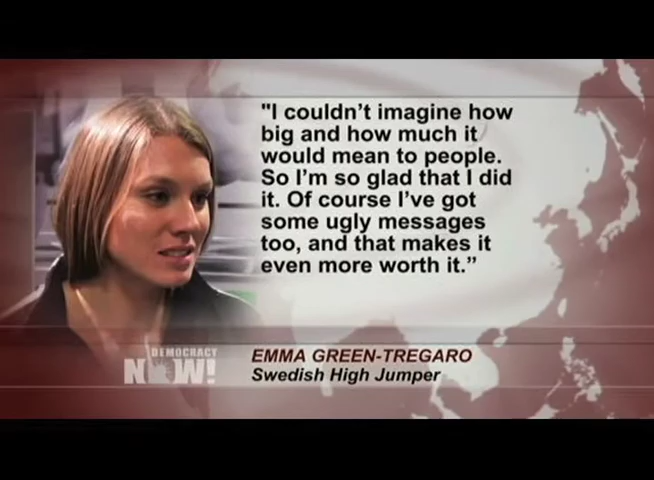 "I couldn't imagine how
big and how much it
would mean to people.
So I'm so glad that I did
it. Of course I've got
some ugly messages
too, and that makes it
even more worth it.”
DEMOCRACY
NOW!
EMMA GREEN-TREGARO
Swedish High Jumper